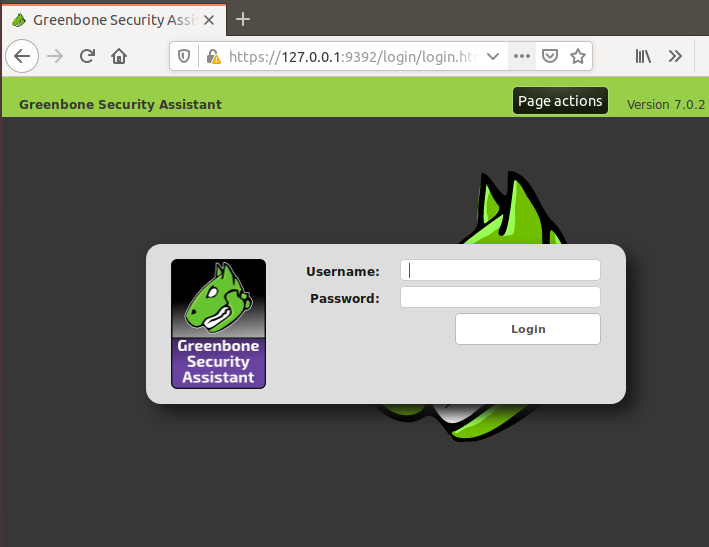 Greenbone Security Assis
https://127.0.0.1:9392/login/login.ht
Greenbone Security Assistant
Page actions
Version 7.0.2
Username:
Password:
Login
Greenbone
Security
Assistant